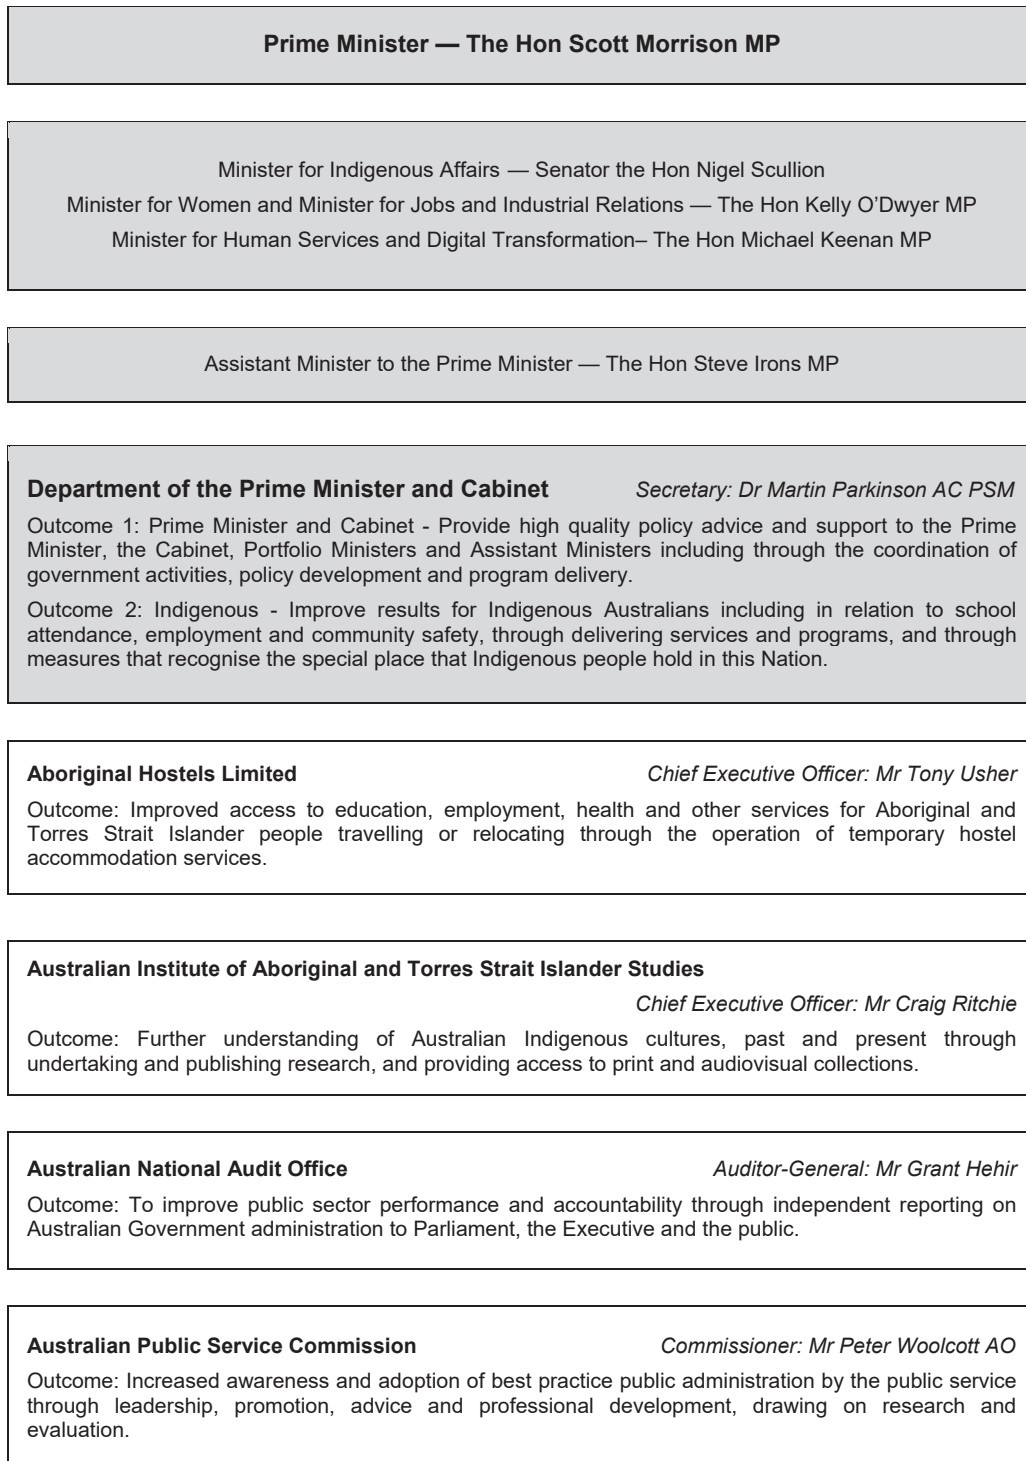 Prime Minister — The Hon Scott Morrison MP
Minister for Indigenous Affairs — Senator the Hon Nigel Scullion
Minister for Women and Minister for Jobs and Industrial Relations — The Hon Kelly O’Dwyer MP
Minister for Human Services and Digital Transformation– The Hon Michael Keenan MP
Assistant Minister to the Prime Minister — The Hon Steve Irons MP
Department of the Prime Minister and Cabinet Secretary: Dr Martin Parkinson AC PSM
Outcome 1: Prime Minister and Cabinet - Provide high quality policy advice and support to the Prime
Minister, the Cabinet, Portfolio Ministers and Assistant Ministers including through the coordination of
government activities, policy development and program delivery.
Outcome 2: Indigenous - Improve results for Indigenous Australians including in relation to school
attendance, employment and community safety, through delivering services and programs, and through
measures that recognise the special place that Indigenous people hold in this Nation.
Aboriginal Hostels Limited Chief Executive Officer: Mr Tony Usher
Outcome: Improved access to education, employment, health and other services for Aboriginal and
Torres Strait Islander people travelling or relocating through the operation of temporary hostel
accommodation services.
Australian Institute of Aboriginal and Torres Strait Islander Studies
Chief Executive Officer: Mr Craig Ritchie
Outcome: Further understanding of Australian Indigenous cultures, past and present through
undertaking and publishing research, and providing access to print and audiovisual collections.
Australian National Audit Office Auditor-General: Mr Grant Hehir
Outcome: To improve public sector performance and accountability through independent reporting on
Australian Government administration to Parliament, the Executive and the public.
Australian Public Service Commission Commissioner: Mr Peter Woolcott AO
Outcome: Increased awareness and adoption of best practice public administration by the public service
through leadership, promotion, advice and professional development, drawing on research and
evaluation.